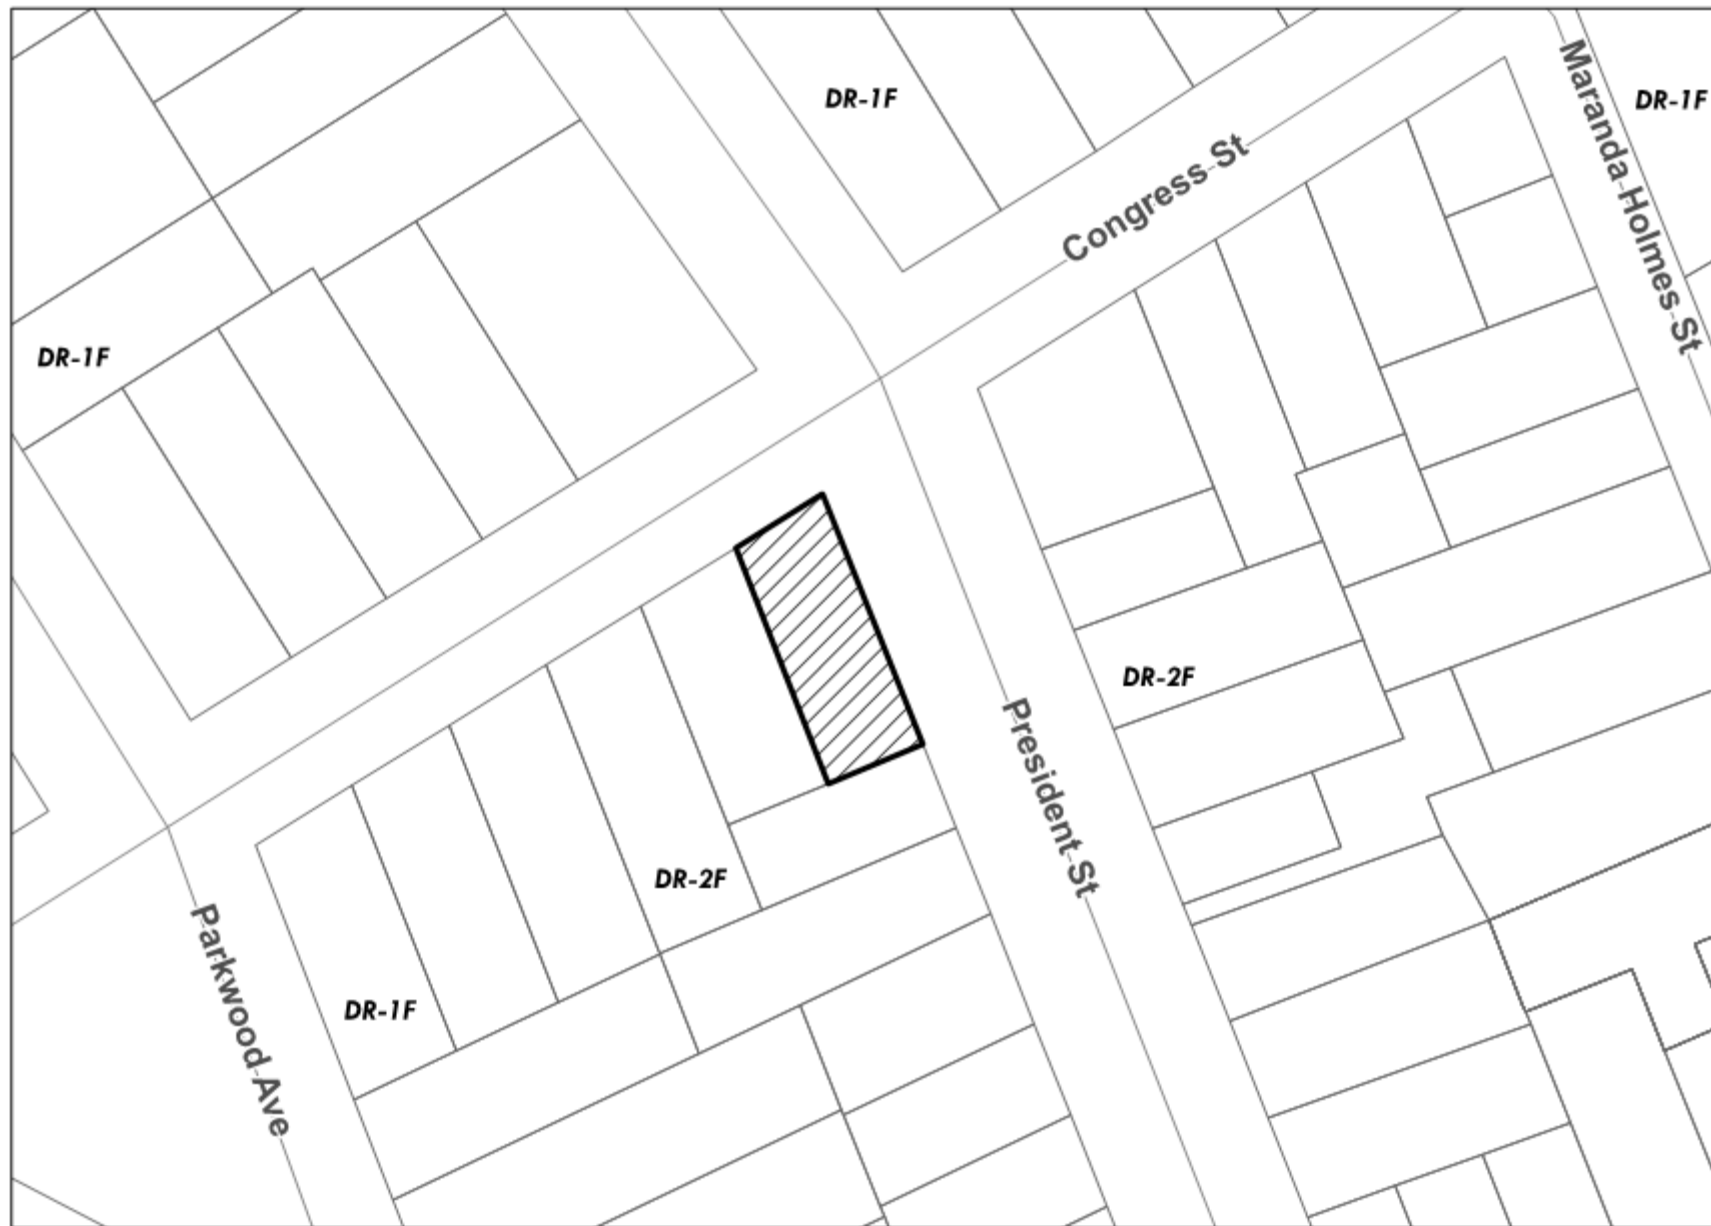 DR-1F
Maranda Holmes St
DR-1F
Congress St
DR-1F
DR-2F
President St
DR-2F
Parkwood Ave
DR-1F